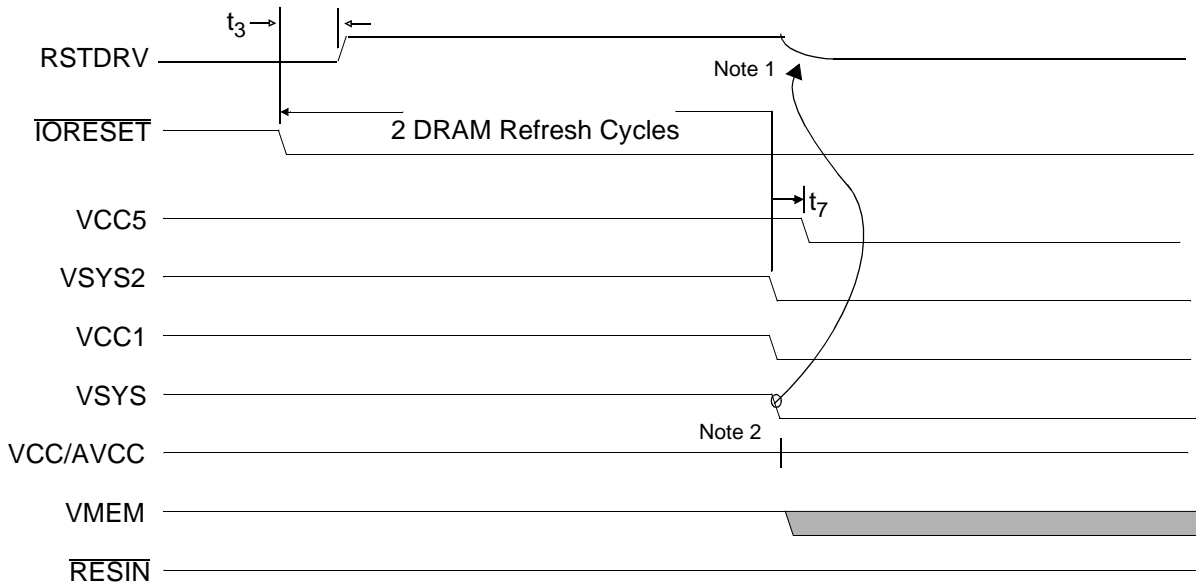 t3
RSTDRV
Note 1
IORESET
2 DRAM Refresh Cycles
VCC5
t7
VSYS2
VCC1
VSYS
Note 2
VCC/AVCC
VMEM
RESIN